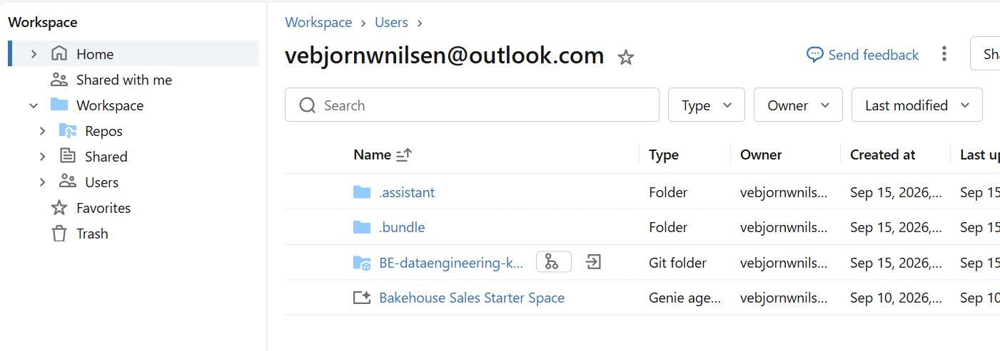 Workspace
Home
Shared with me
Workspace
Repos
Shared
Users
Favorites
Trash
Workspace > Users >
vebjornwnilsen@outlook.com
Send feedback
Sha
Search
Type
Owner
Last modified
Name Type Owner Created at Last up
.assistant Folder vebjornwnils... Sep 15, 2026,... Sep 15
.bundle Folder vebjornwnils... Sep 15, 2026,... Sep 15
BE-dataengineering-k... Git folder vebjornwnils... Sep 15, 2026,... Sep 15
Bakehouse Sales Starter Space Genie age... vebjornwnils... Sep 10, 2026,... Sep 10